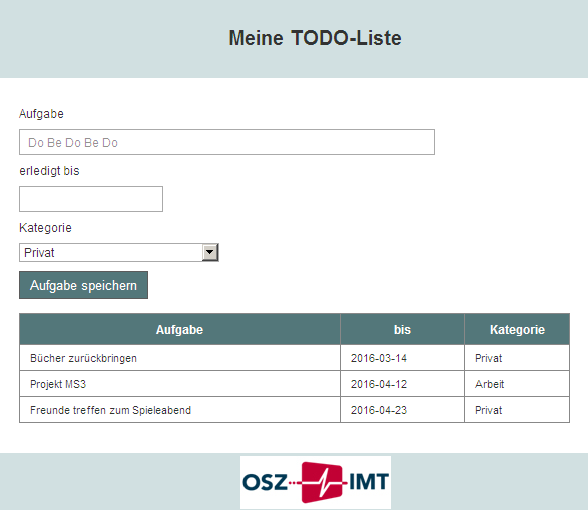 Meine TODO-Liste
Aufgabe
Do Be Do Be Do
erledigt bis
Kategorie
Privat
Aufgabe speichern
Aufgabe bis Kategorie
Bücher zurückbringen 2016-03-14 Privat
Projekt MS3 2016-04-12 Arbeit
Freunde treffen zum Spieleabend 2016-04-23 Privat
OSZ IMT